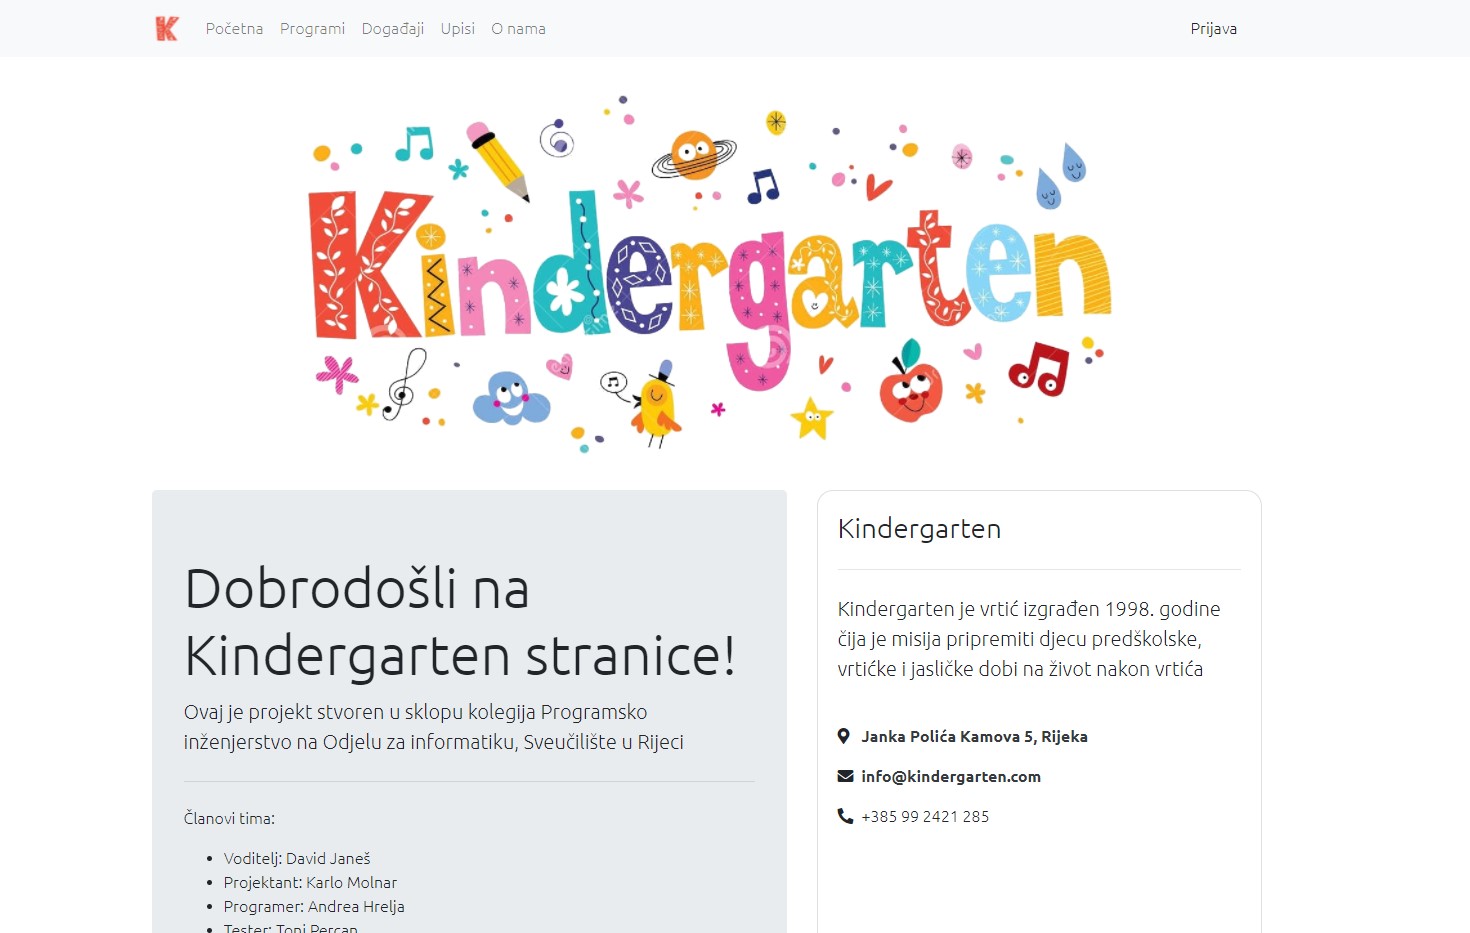 K
Početna Programi Događaji Upisi O nama Prijava
Kindergarten
Dobrodošli na
Kindergarten stranice!
Ovaj je projekt stvoren u sklopu kolegija Programsko
inženjerstvo na Odjelu za informatiku, Sveučilište u Rijeci
Članovi tima:
Voditelj: David Janeš
Projektant: Karlo Molnar
Programer: Andrea Hrelja
Tester: Toni Percan
Kindergarten
Kindergarten je vrtić izgrađen 1998. godine
čija je misija pripremiti djecu predškolske,
vrtićke i jasličke dobi na život nakon vrtića
Janka Polića Kamova 5, Rijeka
info@kindergarten.com
+385 99 2421 285